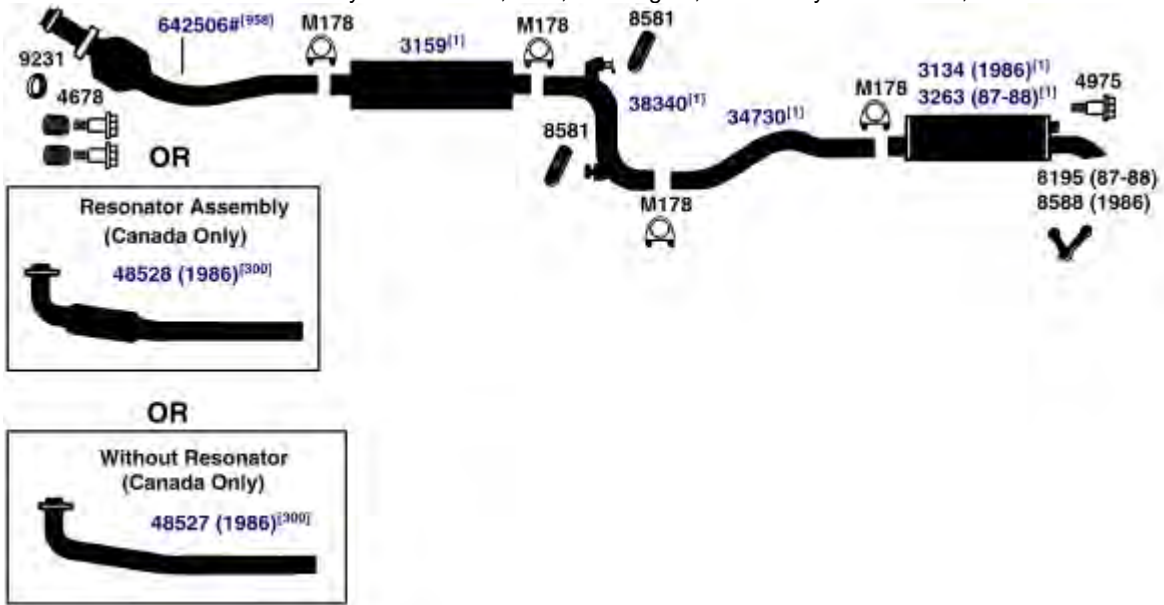 642506#[958]
M178
3159[1]
M178
8581
9231
4678
38340[1]
8581
34730[1]
M178
3134 (1986)[1]
3263 (87-88)[1]
4975
M178
8195 (87-88)
8588 (1986)
OR
Resonator Assembly
(Canada Only)
48528 (1986)[300]
OR
Without Resonator
(Canada Only)
48527 (1986)[300]